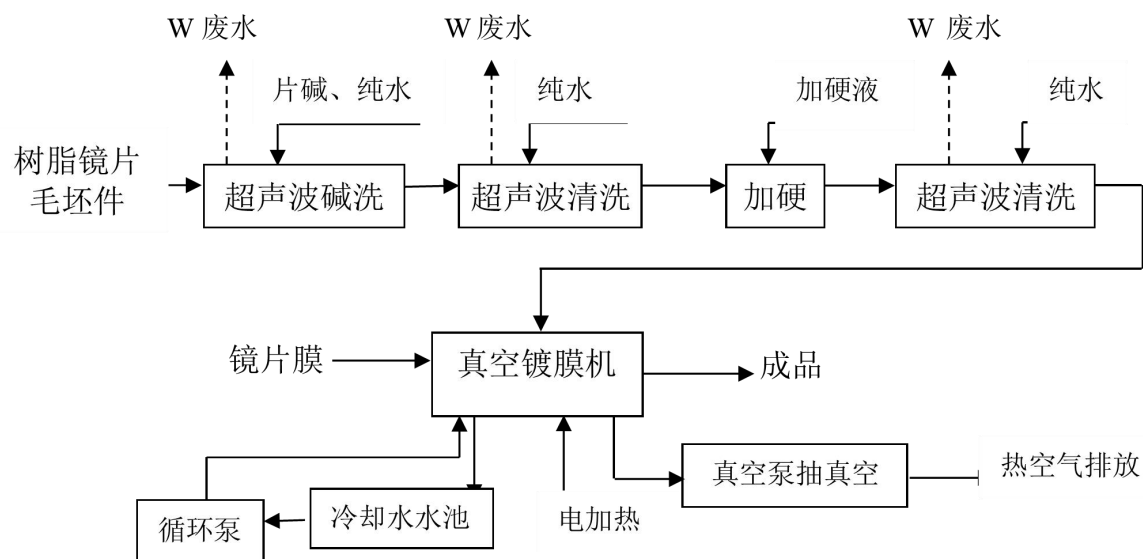 W 废水
W 废水
W 废水
片碱、纯水
纯水
加硬液
纯水
树脂镜片
毛坯件
超声波碱洗
超声波清洗
加硬
超声波清洗
镜片膜
真空镀膜机
成品
真空泵抽真空
热空气排放
循环泵
冷却水水池
电加热